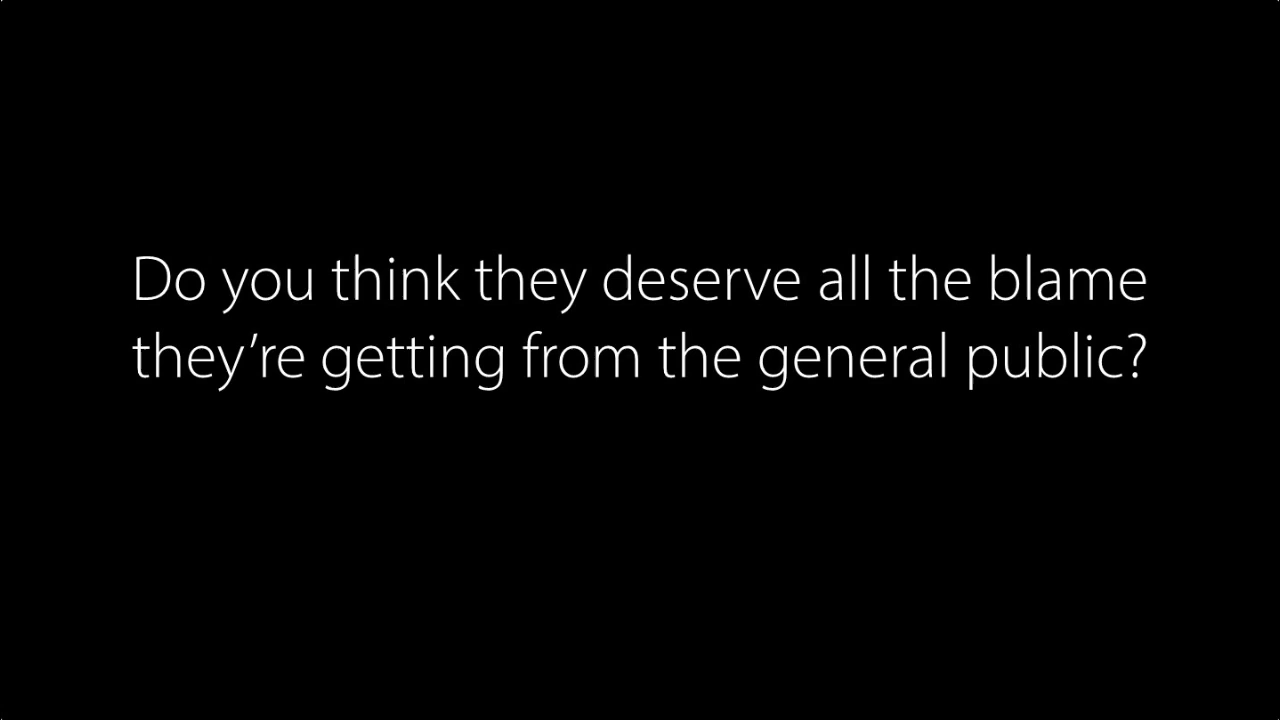 Do you think they deserve all the blame
they’re getting from the general public?